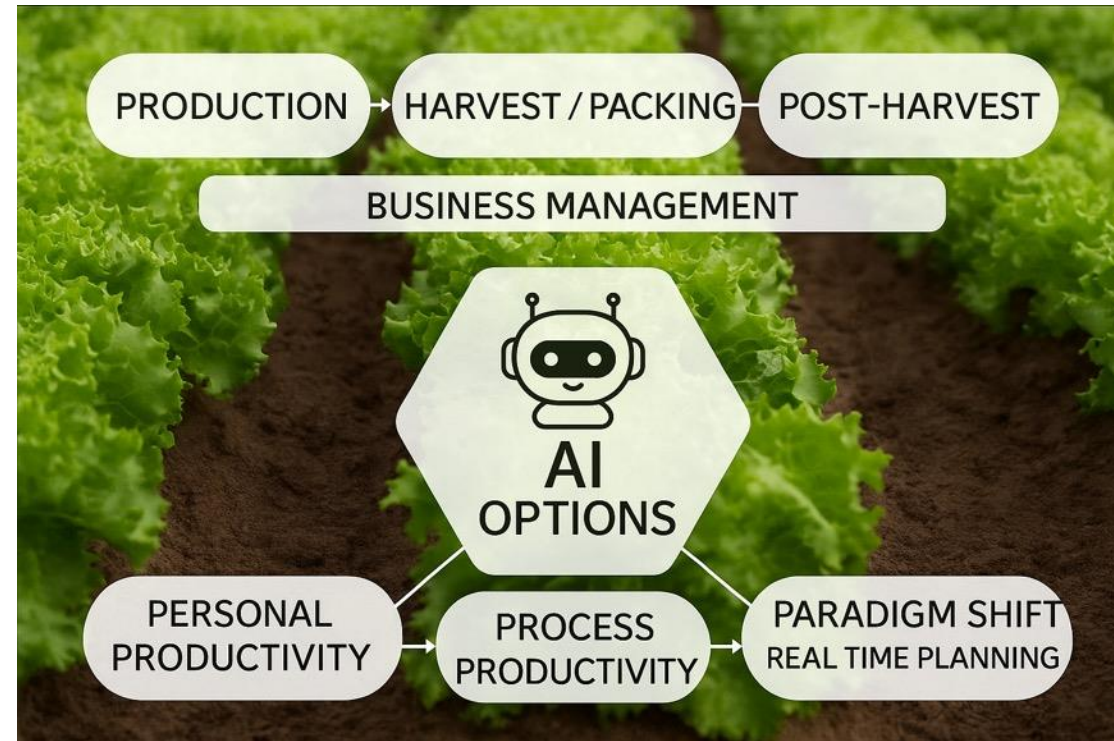 PRODUCTION
HARVEST / PACKING
POST-HARVEST
BUSINESS MANAGEMENT
AI
OPTIONS
PERSONAL
PRODUCTIVITY
PROCESS
PRODUCTIVITY
PARADIGM SHIFT
REAL TIME PLANNING